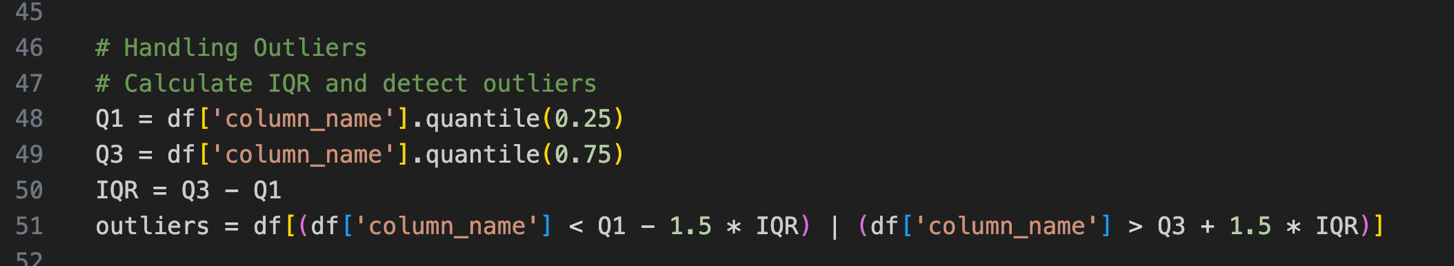 45
46 # Handling Outliers
47 # Calculate IQR and detect outliers
48 Q1 = df['column_name'].quantile(0.25)
49 Q3 = df['column_name'].quantile(0.75)
50 IQR = Q3 - Q1
51 outliers = df[(df['column_name'] < Q1 - 1.5 * IQR) | (df['column_name'] > Q3 + 1.5 * IQR)]
52